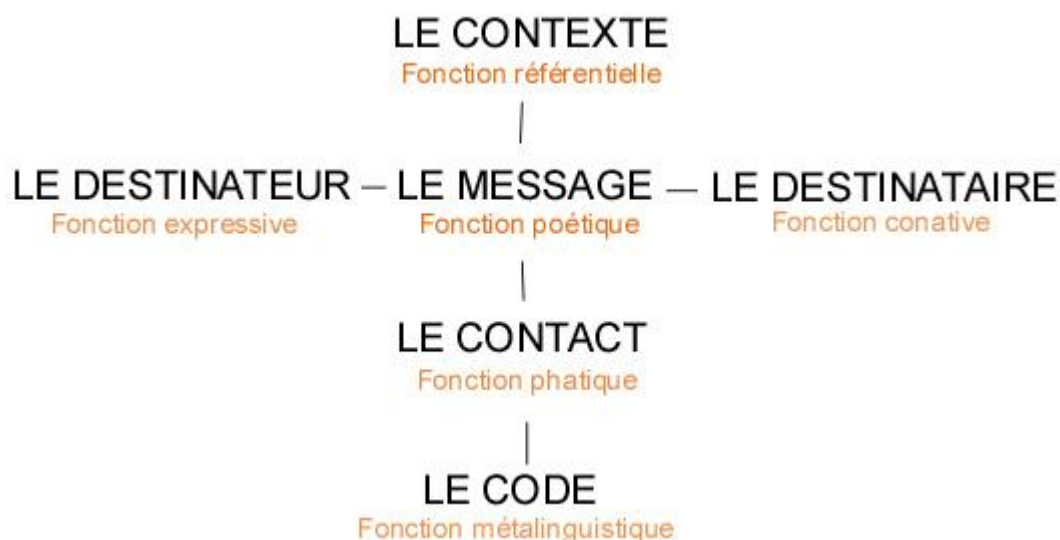 LE CONTEXTE
Fonction référentielle
LE DESTINATEUR – LE MESSAGE — LE DESTINATAIRE
Fonction expressive Fonction poétique Fonction conative
LE CONTACT
Fonction phatique
LE CODE
Fonction métalinguistique